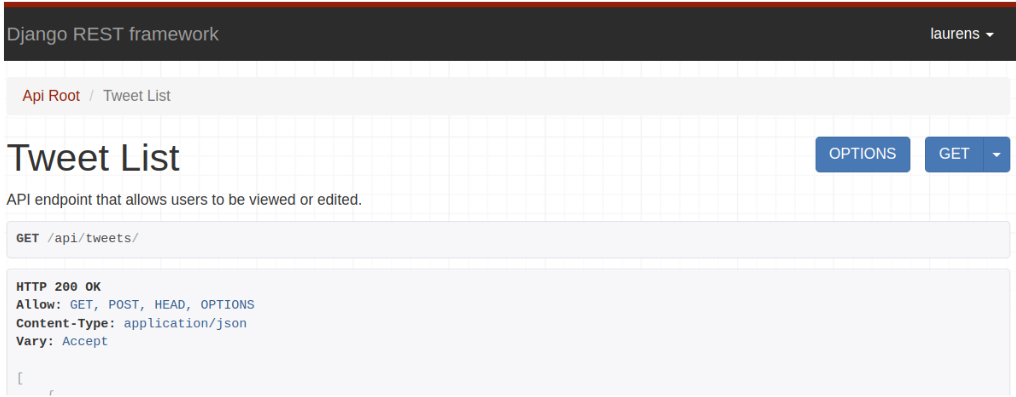 Django REST framework
laurens
Api Root / Tweet List
Tweet List
OPTIONS
GET
API endpoint that allows users to be viewed or edited.
GET /api/tweets/
HTTP 200 OK
Allow: GET, POST, HEAD, OPTIONS
Content-Type: application/json
Vary: Accept
[
{